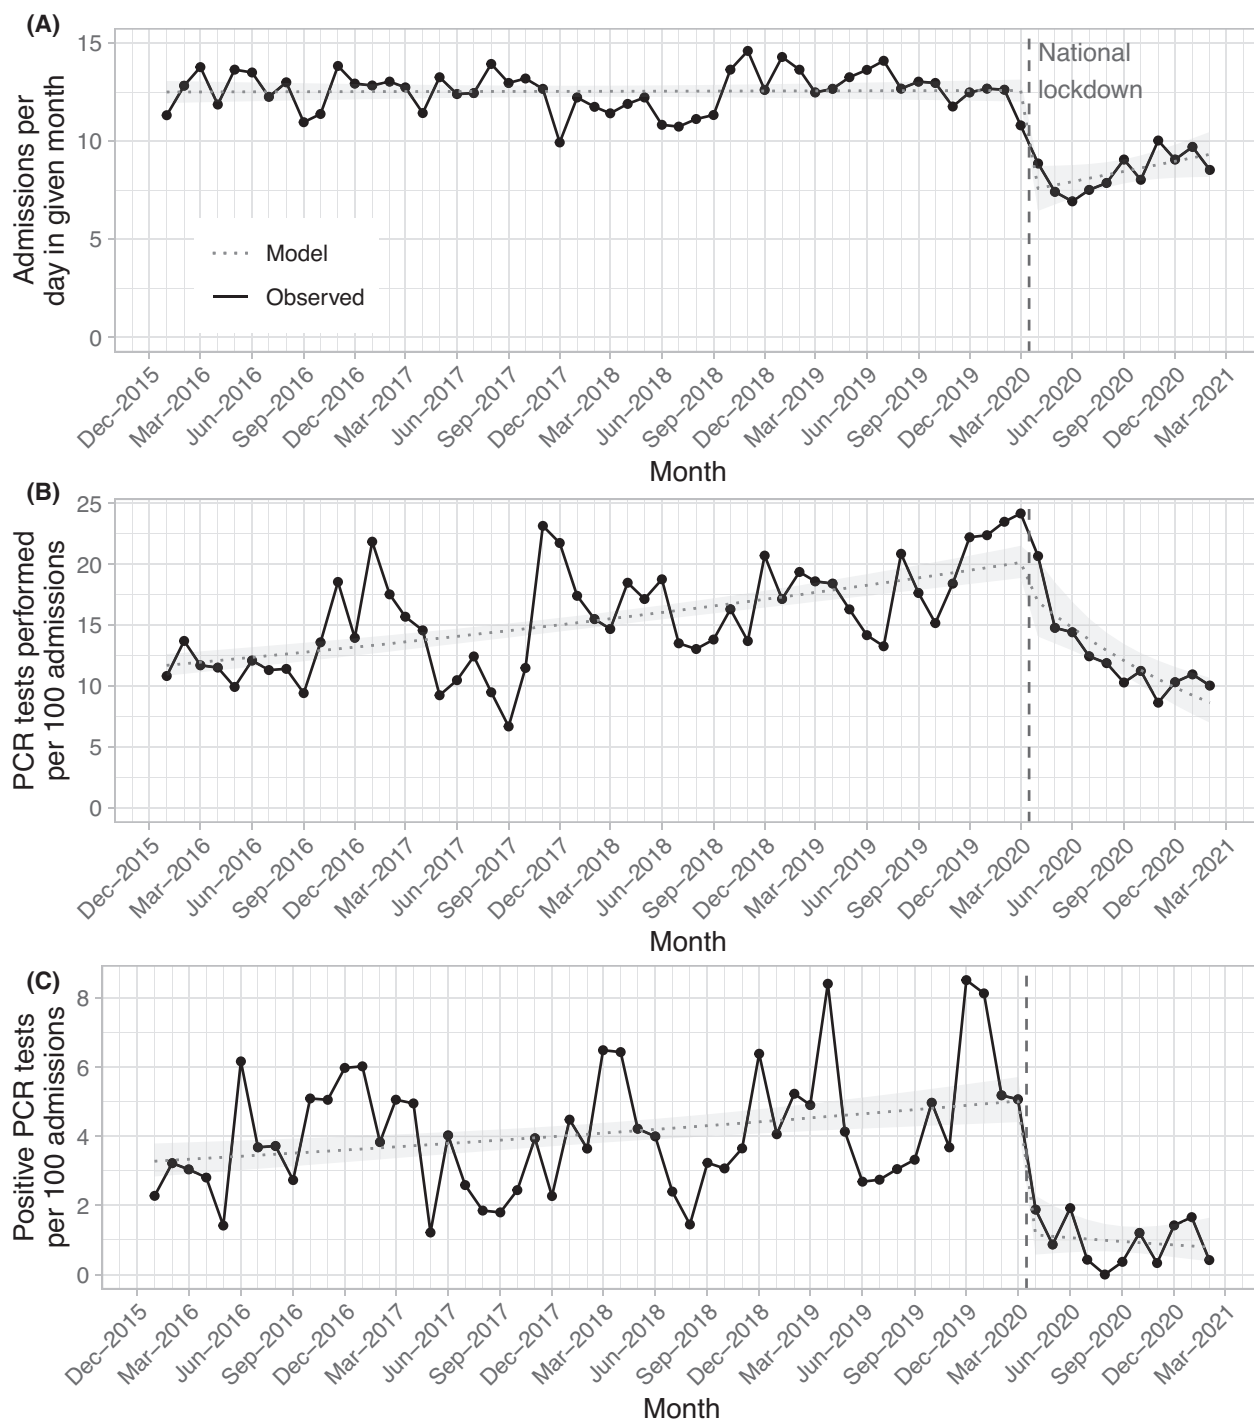 (A)
Admissions per
day in given month
15
10
5
0
National
lockdown
Model
Observed
Dec–2015
Mar–2016
Jun–2016
Sep–2016
Dec–2016
Mar–2017
Jun–2017
Sep–2017
Dec–2017
Mar–2018
Jun–2018
Sep–2018
Dec–2018
Mar–2019
Jun–2019
Sep–2019
Dec–2019
Mar–2020
Jun–2020
Sep–2020
Dec–2020
Mar–2021
Month
(B)
PCR tests performed
per 100 admissions
25
20
15
10
5
0
Dec–2015
Mar–2016
Jun–2016
Sep–2016
Dec–2016
Mar–2017
Jun–2017
Sep–2017
Dec–2017
Mar–2018
Jun–2018
Sep–2018
Dec–2018
Mar–2019
Jun–2019
Sep–2019
Dec–2019
Mar–2020
Jun–2020
Sep–2020
Dec–2020
Mar–2021
Month
(C)
Positive PCR tests
per 100 admissions
8
6
4
2
0
Dec–2015
Mar–2016
Jun–2016
Sep–2016
Dec–2016
Mar–2017
Jun–2017
Sep–2017
Dec–2017
Mar–2018
Jun–2018
Sep–2018
Dec–2018
Mar–2019
Jun–2019
Sep–2019
Dec–2019
Mar–2020
Jun–2020
Sep–2020
Dec–2020
Mar–2021
Month